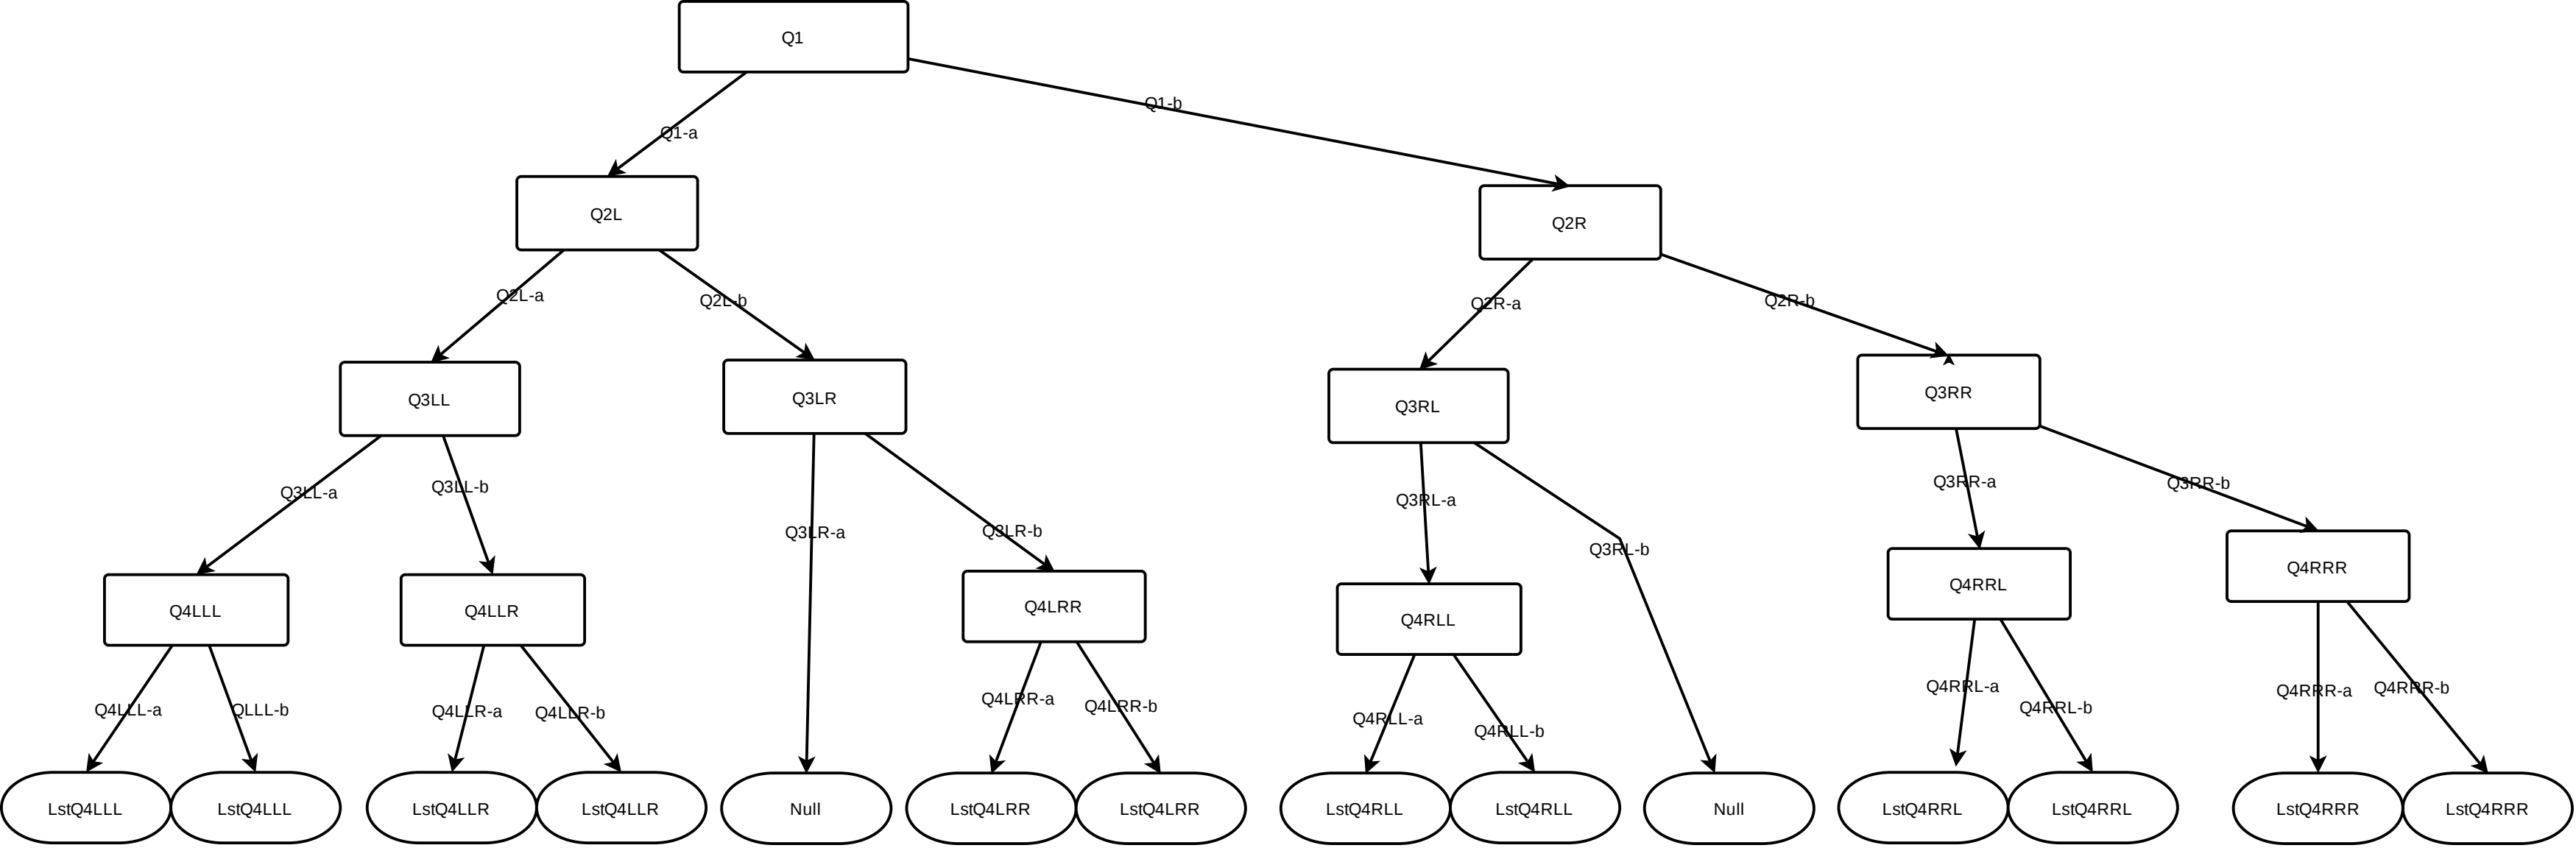 Q1
Q1-b
Q1-a
Q2L
Q2R
Q2L-a
Q2L-b
Q2R-a
Q2R-b
Q3LL
Q3LR
Q3RL
Q3RR
Q3LL-a
Q3LL-b
Q3LR-a
Q3LR-b
Q3RL-a
Q3RL-b
Q3RR-a
Q3RR-b
Q4LLL
Q4LLR
Q4LRR
Q4RLL
Q4RRL
Q4RRR
Q4LLL-a
QLLL-b
Q4LLR-a
Q4LLR-b
Q4LRR-a
Q4LRR-b
Q4RLL-a
Q4RLL-b
Q4RRL-a
Q4RRL-b
Q4RRR-a
Q4RRR-b
LstQ4LLL
LstQ4LLL
LstQ4LLR
LstQ4LLR
Null
LstQ4LRR
LstQ4LRR
LstQ4RLL
LstQ4RLL
Null
LstQ4RRL
LstQ4RRL
LstQ4RRR
LstQ4RRR